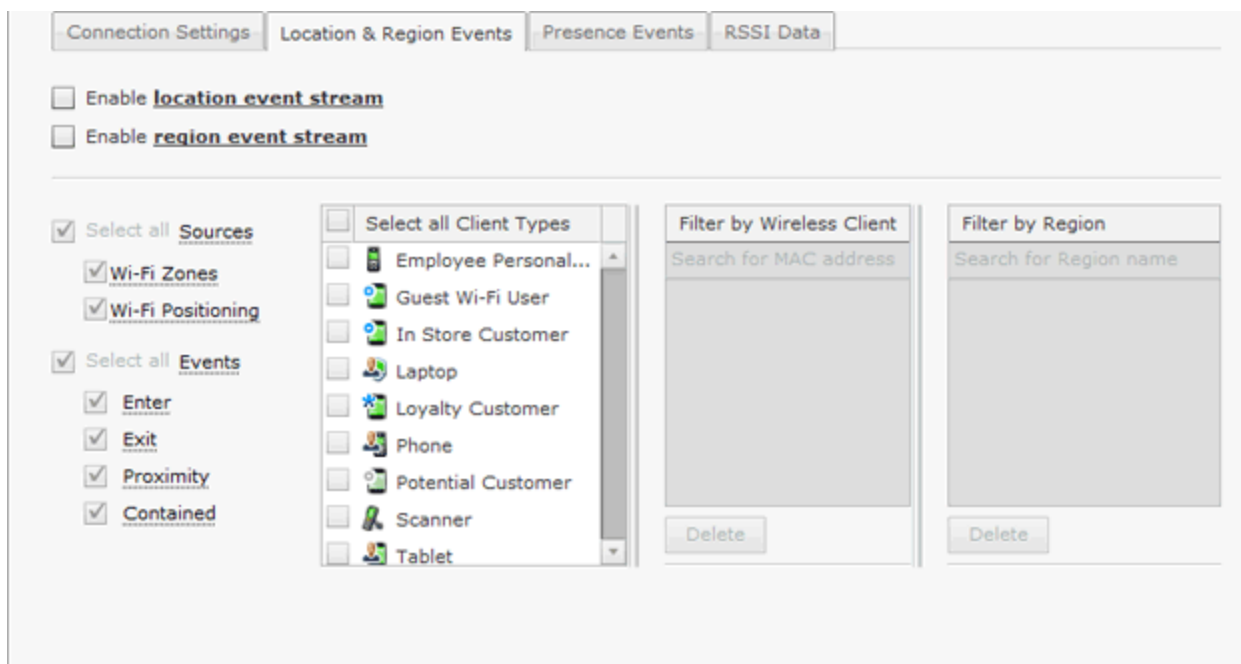 Connection Settings
Location & Region Events
Presence Events
RSSI Data
Enable location event stream
Enable region event stream
Select all Sources
Wi-Fi Zones
Wi-Fi Positioning
Select all Events
Enter
Exit
Proximity
Contained
Select all Client Types
Employee Personal...
Guest Wi-Fi User
In Store Customer
Laptop
Loyalty Customer
Phone
Potential Customer
Scanner
Tablet
Filter by Wireless Client
Search for MAC address
Delete
Filter by Region
Search for Region name
Delete